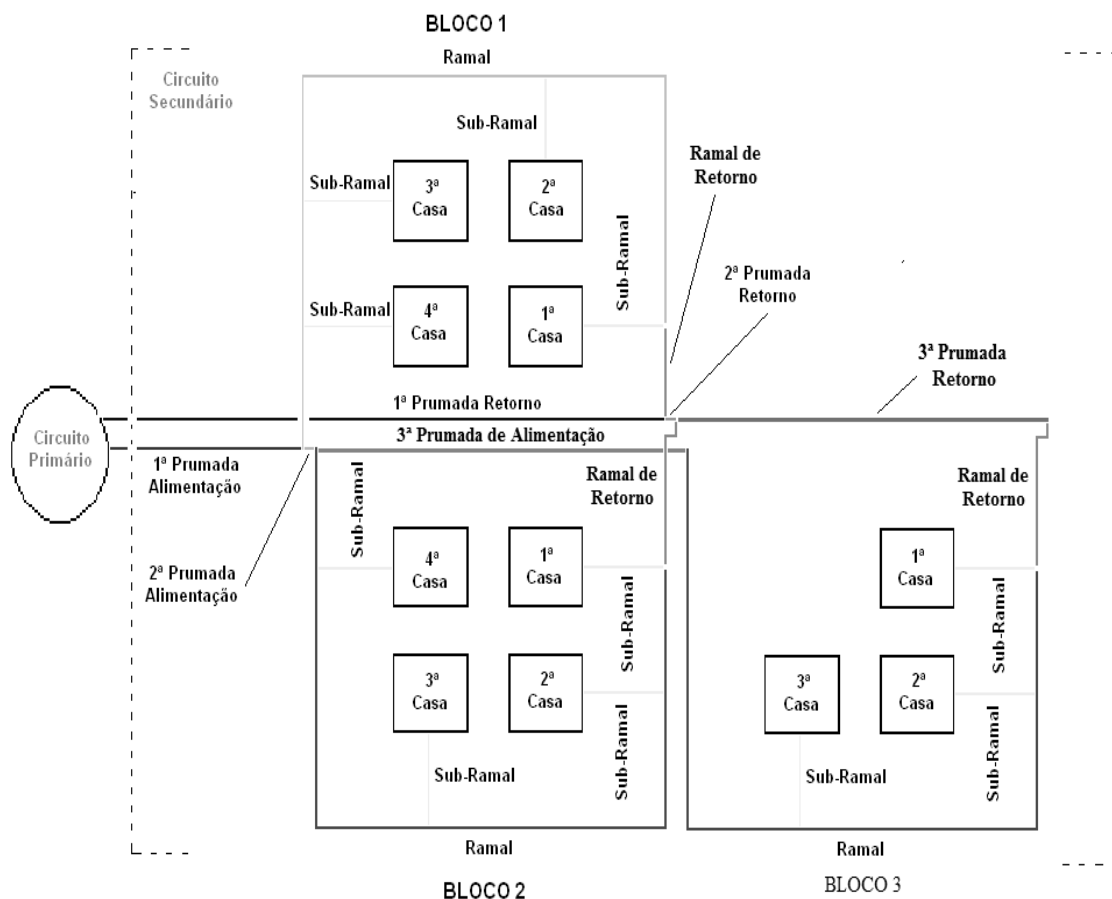 BLOCO 1
Ramal
Circuito
Secundário
Sub-Ramal
Ramal de
Retorno
Sub-Ramal
3ª
Casa
2ª
Casa
Sub-Ramal
2ª Prumada
Retorno
Sub-Ramal
4ª
Casa
1ª
Casa
3ª Prumada
Retorno
1ª Prumada Retorno
Circuito
Primário
3ª Prumada de Alimentação
1ª Prumada
Alimentação
Ramal de
Retorno
Ramal de
Retorno
Sub-Ramal
2ª Prumada
Alimentação
4ª
Casa
1ª
Casa
Sub-Ramal
1ª
Casa
Sub-Ramal
3ª
Casa
2ª
Casa
Sub-Ramal
3ª
Casa
2ª
Casa
Sub-Ramal
Sub-Ramal
Sub-Ramal
Ramal
Ramal
BLOCO 2
BLOCO 3